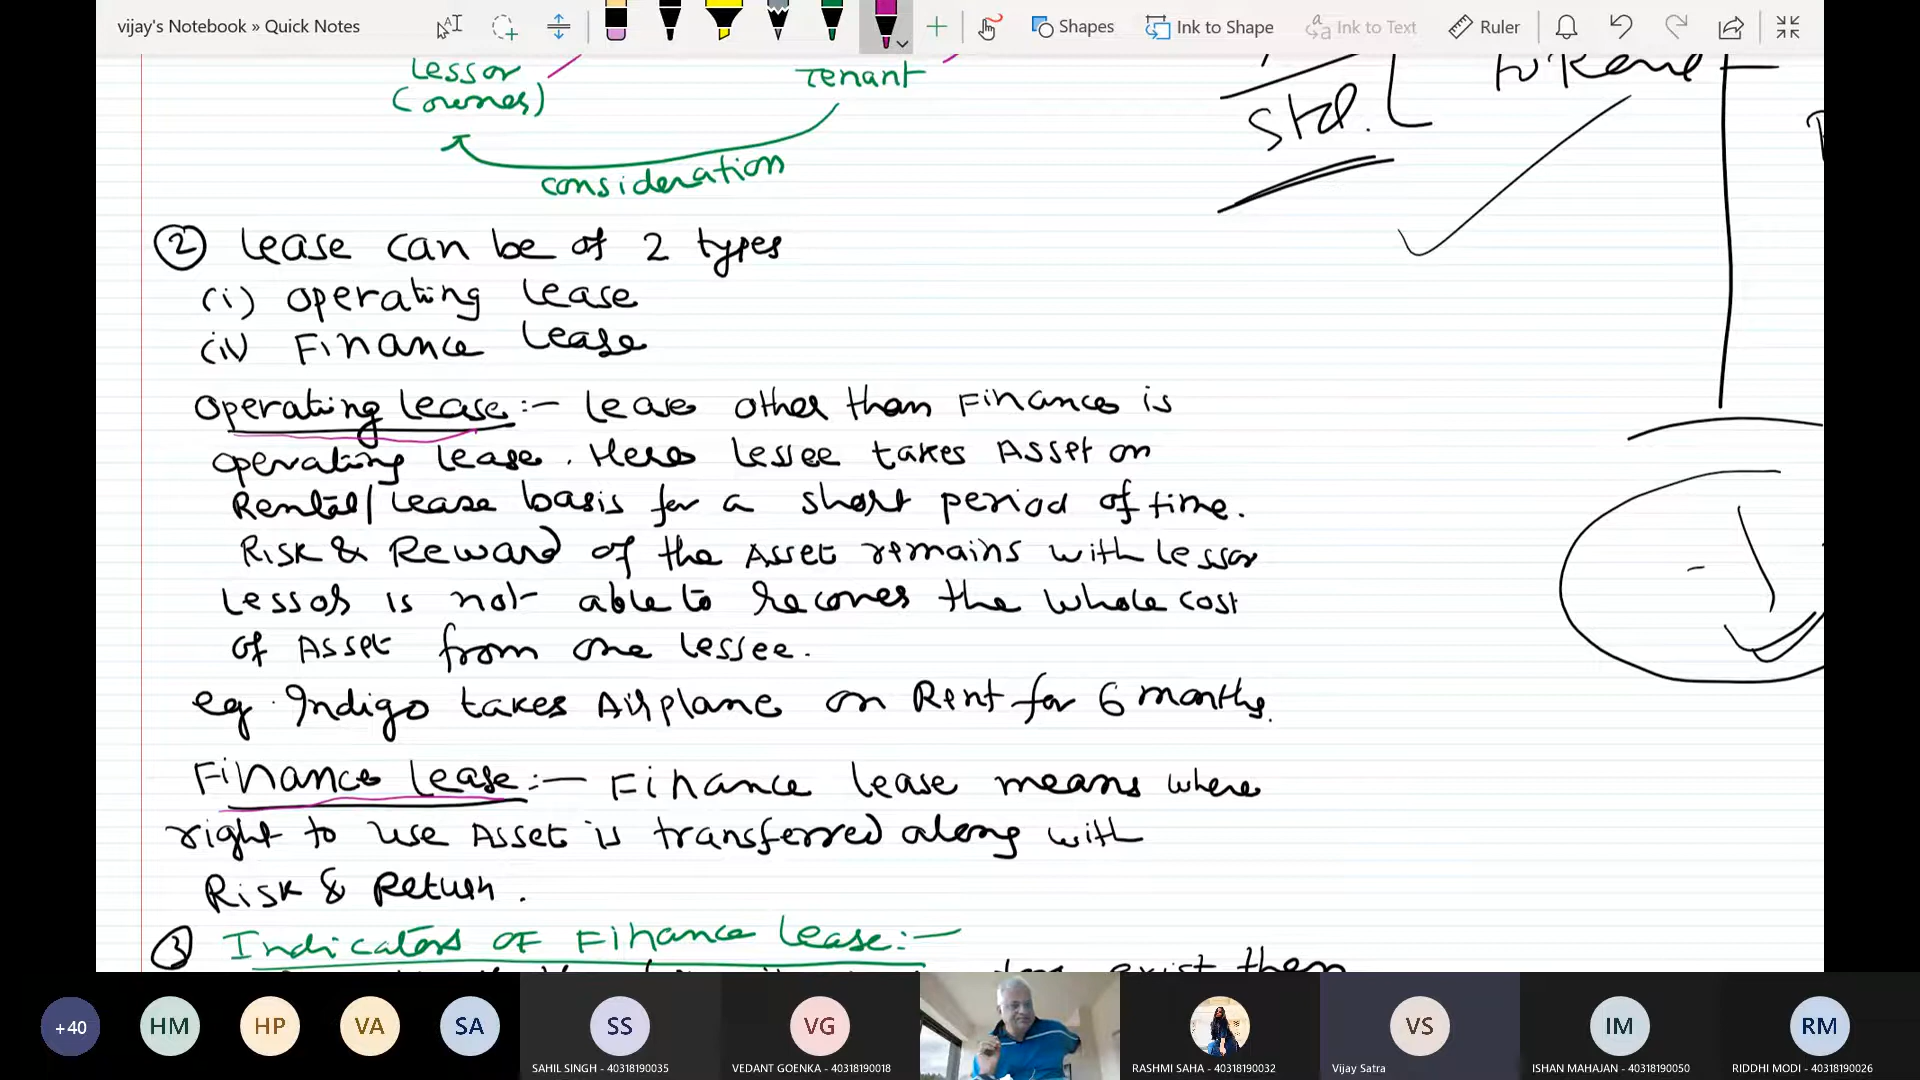 vijay's Notebook » Quick Notes
Shapes
Ink to Shape
Ink to Text
Ruler
Lessor
(owner)
Tenant
consideration
Std.
② Lease can be of 2 types
(i) Operating Lease
(ii) Finance Lease
Operating Lease :- Lease other than Finance is
operating lease. Here lessee takes Asset on
Rental/ Lease basis for a short period of time.
Risk & Reward of the Asset remains with lessor
Lessor is not able to recover the whole cost
of Asset from one lessee.
eg. Indigo takes Airplane on Rent for 6 months.
Finance Lease :- Finance lease means where
right to use Asset is transferred along with
Risk & Return.
③ Indicators of Finance Lease :-
exist then
+40
HM
HP
VA
SA
SS
VG
VS
IM
RM
SAHIL SINGH - 40318190035
VEDANT GOENKA - 40318190018
RASHMI SAHA - 40318190032
Vijay Satra
ISHAN MAHAJAN - 40318190050
RIDDHI MODI - 40318190026